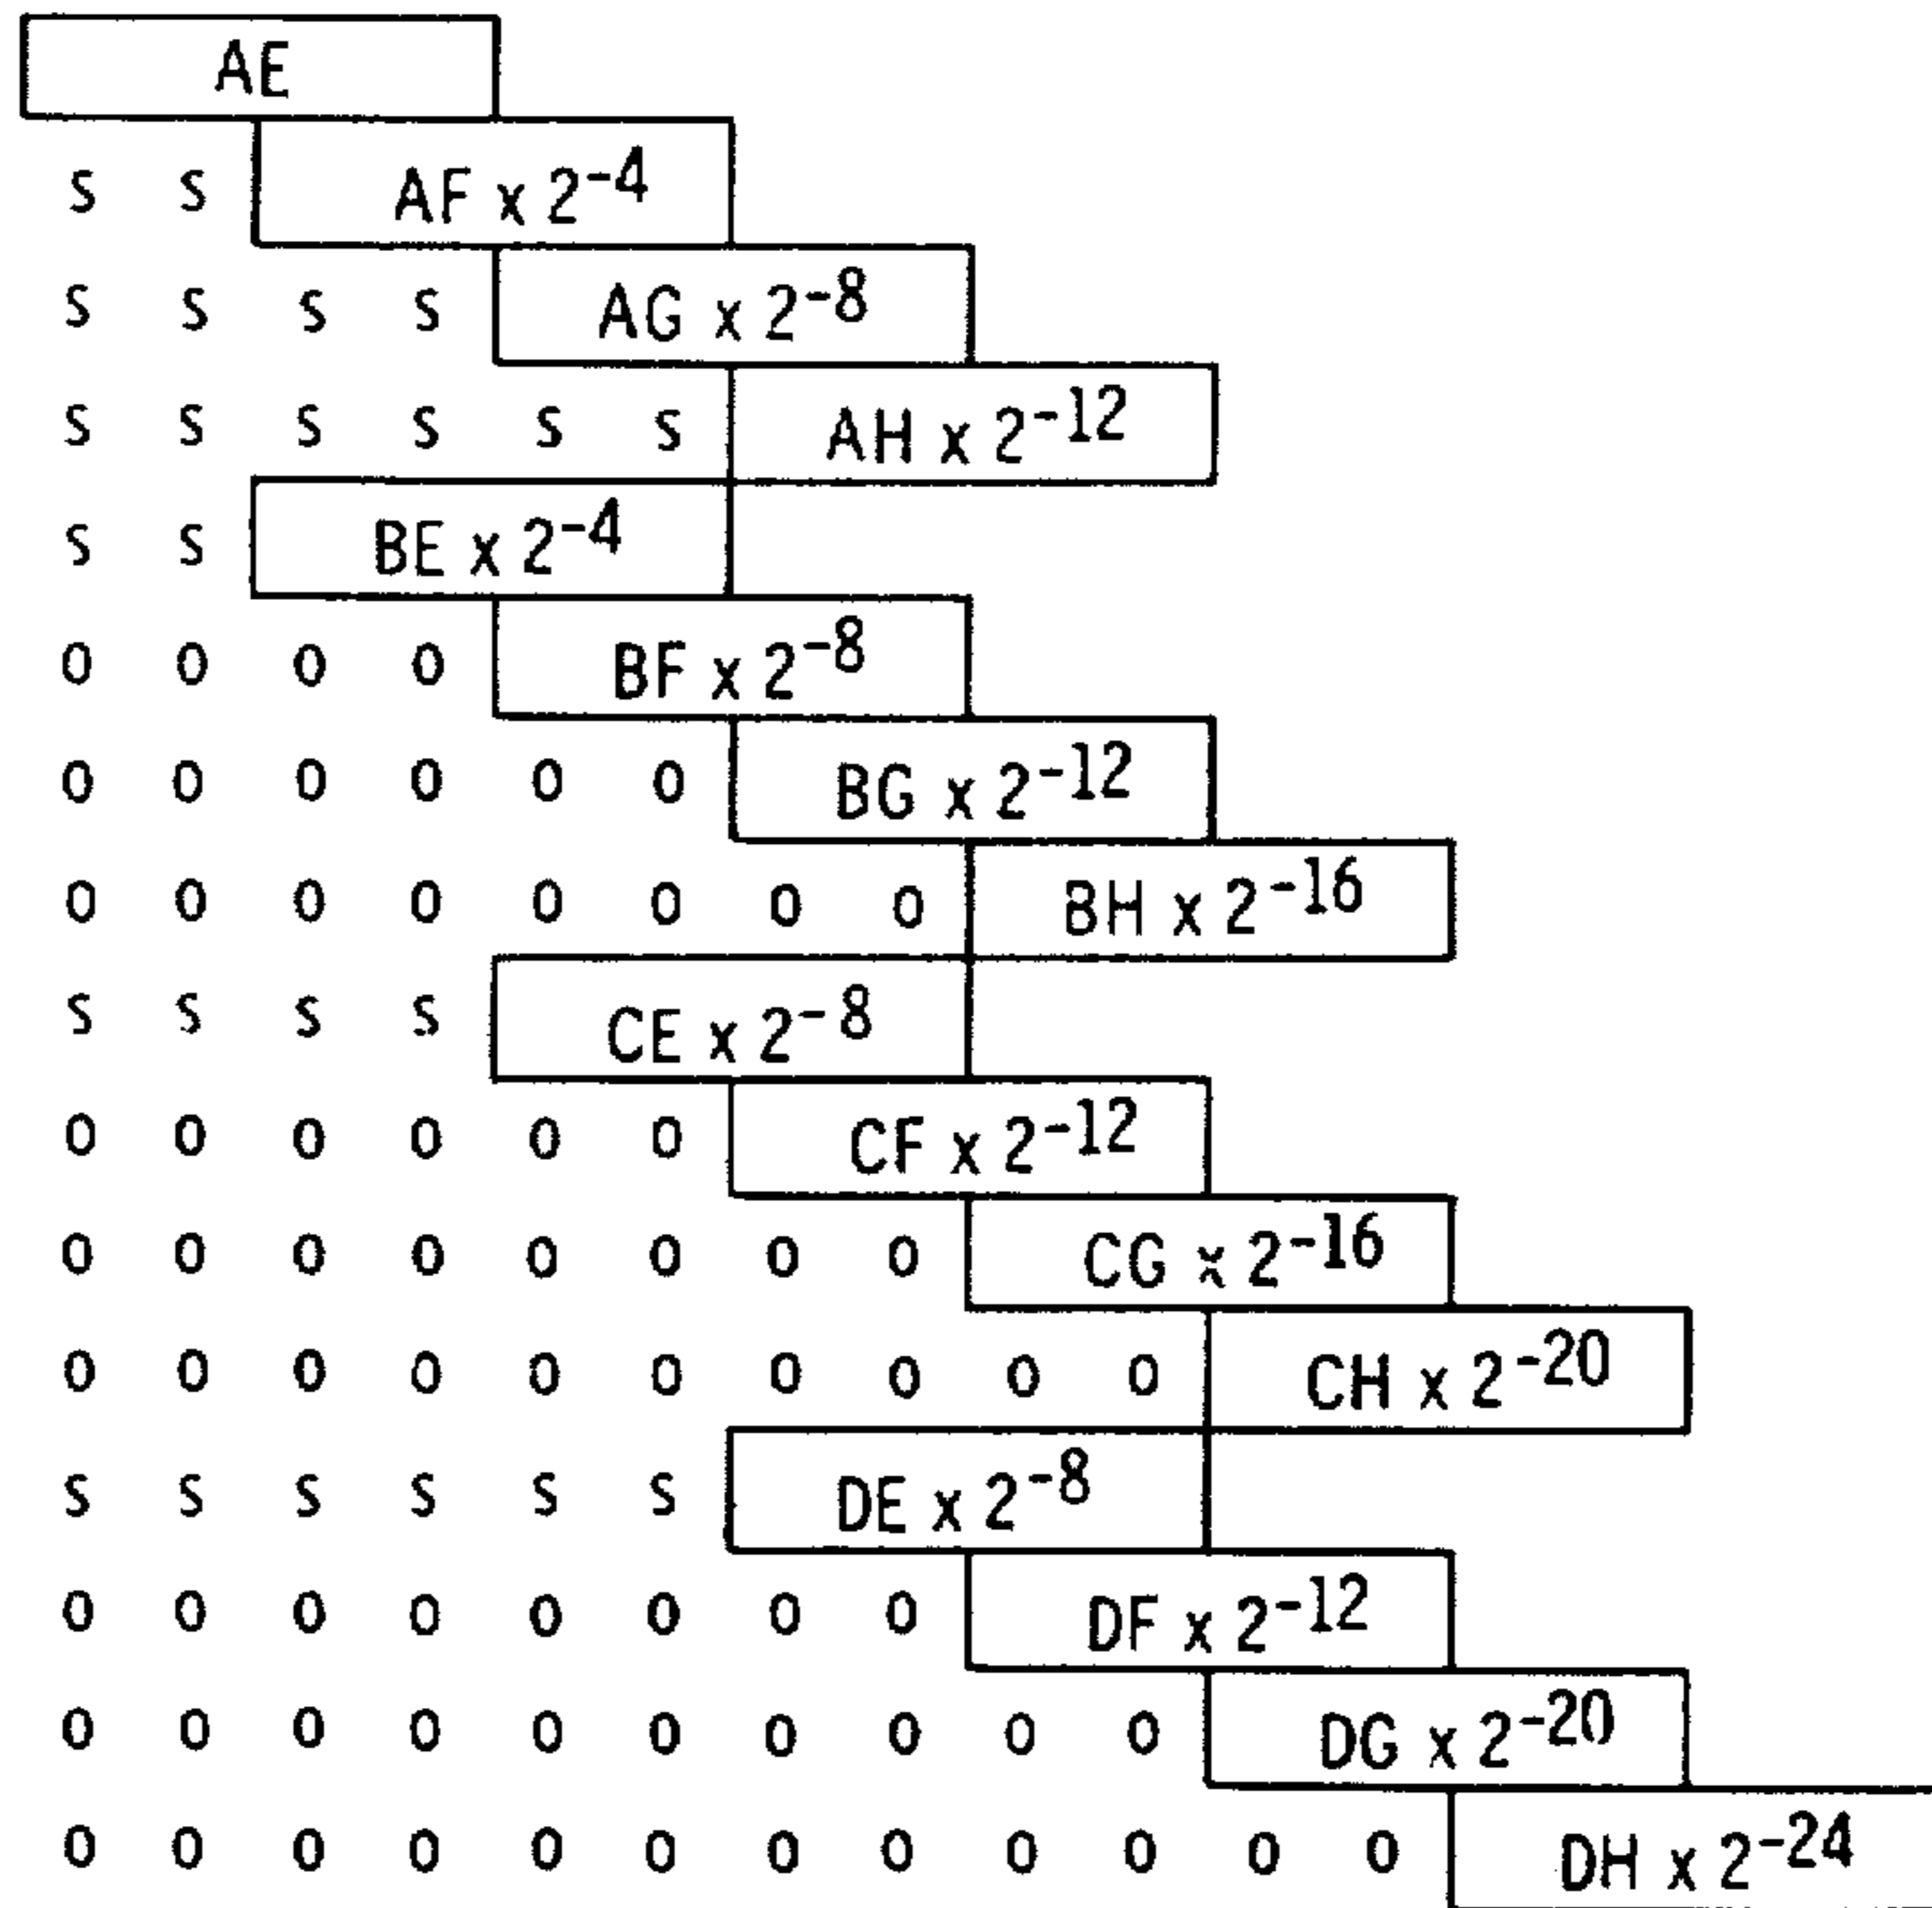 AE
S S AF x 2⁻⁴
S S S S AG x 2⁻⁸
S S S S S S AH x 2⁻¹²
S S BE x 2⁻⁴
0 0 0 0 BF x 2⁻⁸
0 0 0 0 0 0 BG x 2⁻¹²
0 0 0 0 0 0 0 0 BH x 2⁻¹⁶
S S S S CE x 2⁻⁸
0 0 0 0 0 0 CF x 2⁻¹²
0 0 0 0 0 0 0 0 CG x 2⁻¹⁶
0 0 0 0 0 0 0 0 0 0 CH x 2⁻²⁰
S S S S S S DE x 2⁻⁸
0 0 0 0 0 0 0 0 DF x 2⁻¹²
0 0 0 0 0 0 0 0 0 0 DG x 2⁻²⁰
0 0 0 0 0 0 0 0 0 0 0 0 DH x 2⁻²⁴